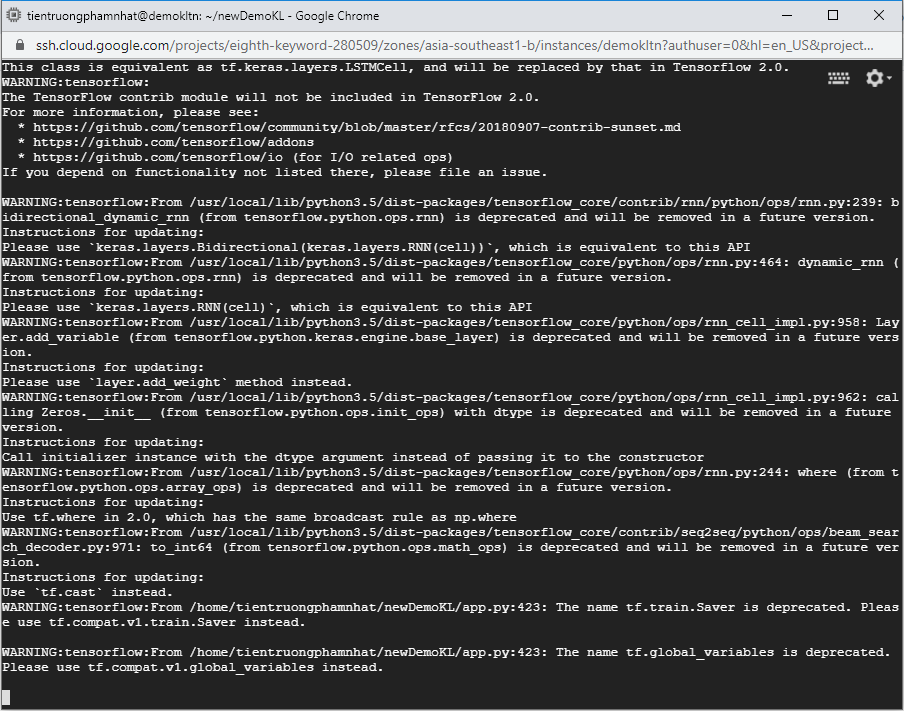 tientruongphamnhat@demokltn: ~/newDemoKL - Google Chrome
ssh.cloud.google.com/projects/eighth-keyword-280509/zones/asia-southeast1-b/instances/demokltn?authuser=0&hl=en_US&project...
This class is equivalent as tf.keras.layers.LSTMCell, and will be replaced by that in Tensorflow 2.0.
WARNING:tensorflow:
The TensorFlow contrib module will not be included in TensorFlow 2.0.
For more information, please see:
  * https://github.com/tensorflow/community/blob/master/rfcs/20180907-contrib-sunset.md
  * https://github.com/tensorflow/addons
  * https://github.com/tensorflow/io (for I/O related ops)
If you depend on functionality not listed there, please file an issue.

WARNING:tensorflow:From /usr/local/lib/python3.5/dist-packages/tensorflow_core/contrib/rnn/python/ops/rnn.py:239: b
idirectional_dynamic_rnn (from tensorflow.python.ops.rnn) is deprecated and will be removed in a future version.
Instructions for updating:
Please use `keras.layers.Bidirectional(keras.layers.RNN(cell))`, which is equivalent to this API
WARNING:tensorflow:From /usr/local/lib/python3.5/dist-packages/tensorflow_core/python/ops/rnn.py:464: dynamic_rnn (
from tensorflow.python.ops.rnn) is deprecated and will be removed in a future version.
Instructions for updating:
Please use `keras.layers.RNN(cell)`, which is equivalent to this API
WARNING:tensorflow:From /usr/local/lib/python3.5/dist-packages/tensorflow_core/python/ops/rnn_cell_impl.py:958: Lay
er.add_variable (from tensorflow.python.keras.engine.base_layer) is deprecated and will be removed in a future vers
ion.
Instructions for updating:
Please use `layer.add_weight` method instead.
WARNING:tensorflow:From /usr/local/lib/python3.5/dist-packages/tensorflow_core/python/ops/rnn_cell_impl.py:962: cal
ling Zeros.__init__ (from tensorflow.python.ops.init_ops) with dtype is deprecated and will be removed in a future 
version.
Instructions for updating:
Call initializer instance with the dtype argument instead of passing it to the constructor
WARNING:tensorflow:From /usr/local/lib/python3.5/dist-packages/tensorflow_core/python/ops/rnn.py:244: where (from t
ensorflow.python.ops.array_ops) is deprecated and will be removed in a future version.
Instructions for updating:
Use tf.where in 2.0, which has the same broadcast rule as np.where
WARNING:tensorflow:From /usr/local/lib/python3.5/dist-packages/tensorflow_core/contrib/seq2seq/python/ops/beam_sear
ch_decoder.py:971: to_int64 (from tensorflow.python.ops.math_ops) is deprecated and will be removed in a future ver
sion.
Instructions for updating:
Use `tf.cast` instead.
WARNING:tensorflow:From /home/tientruongphamnhat/newDemoKL/app.py:423: The name tf.train.Saver is deprecated. Pleas
e use tf.compat.v1.train.Saver instead.

WARNING:tensorflow:From /home/tientruongphamnhat/newDemoKL/app.py:423: The name tf.global_variables is deprecated. 
Please use tf.compat.v1.global_variables instead.